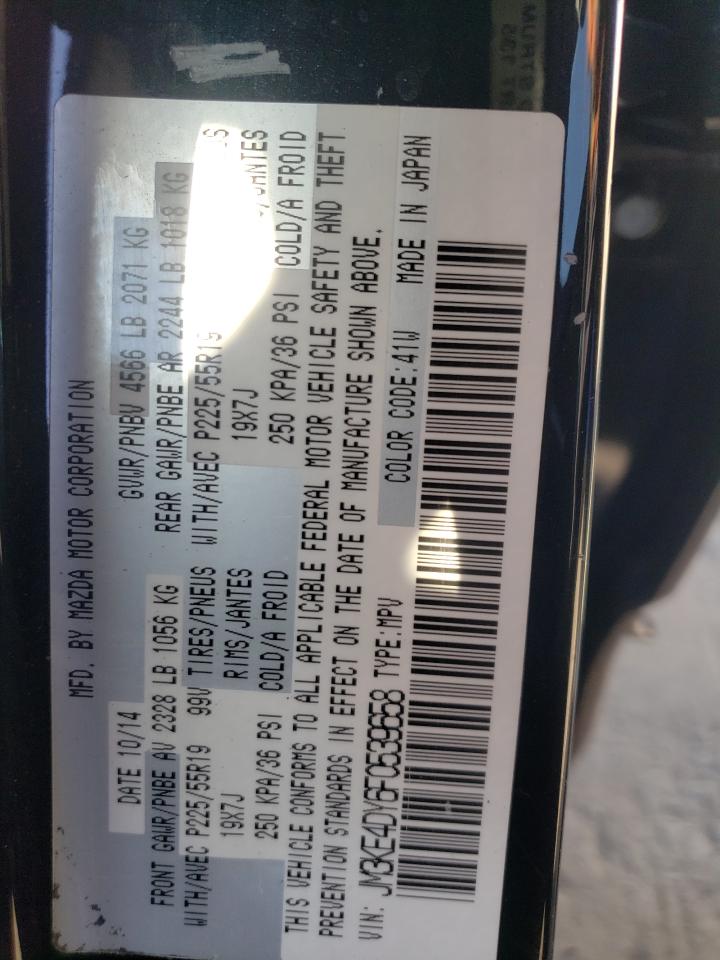 MFD. BY MAZDA MOTOR CORPORATION
DATE 10/14 GVWR/PNBV 4566 LB 2071 KG
FRONT GAWR/PNBE AV 2328 LB 1056 KG REAR GAWR/PNBE AR 2244 LB 1018 KG
WITH/AVEC P225/55R19 99V TIRES/PNEUS WITH/AVEC P225/55R19
19X7J RIMS/JANTES 19X7J
250 KPA/36 PSI COLD/A FROID 250 KPA/36 PSI COLD/A FROID
THIS VEHICLE CONFORMS TO ALL APPLICABLE FEDERAL MOTOR VEHICLE SAFETY AND THEFT
PREVENTION STANDARDS IN EFFECT ON THE DATE OF MANUFACTURE SHOWN ABOVE.
VIN: JM3KE4DY6F0539658 TYPE:MPV COLOR CODE:41W MADE IN JAPAN